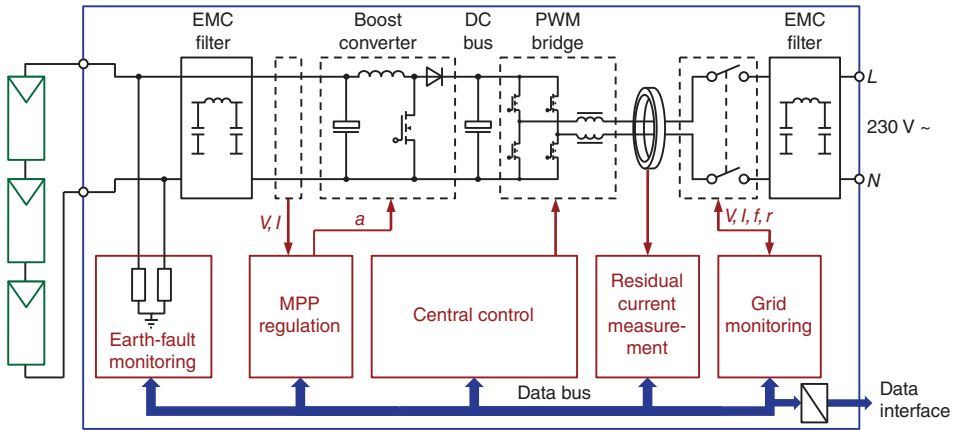 EMC
filter
Boost
converter
DC
bus
PWM
bridge
EMC
filter
L
230 V ~
N
V, I
a
V, I, f, r
Earth-fault
monitoring
MPP
regulation
Central control
Residual
current
measure-
ment
Grid
monitoring
Data bus
Data
interface